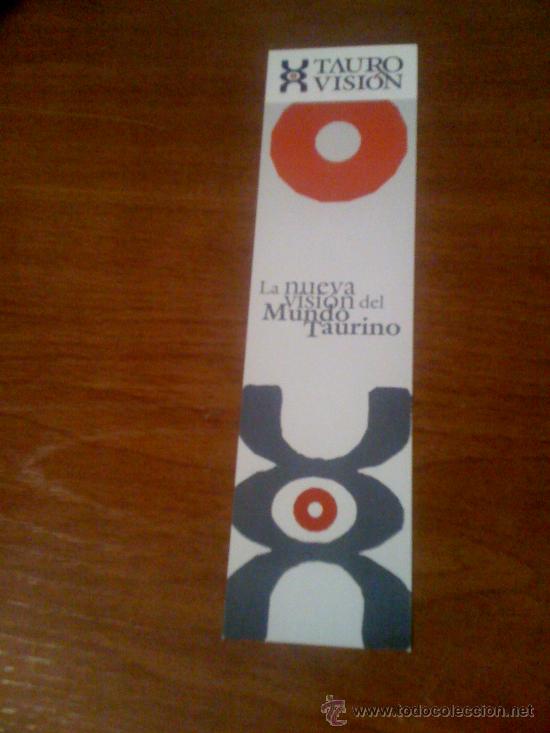 TAURO
VISIÓN
La nueva
visión del
Mundo
Taurino
www.todocoleccion.net